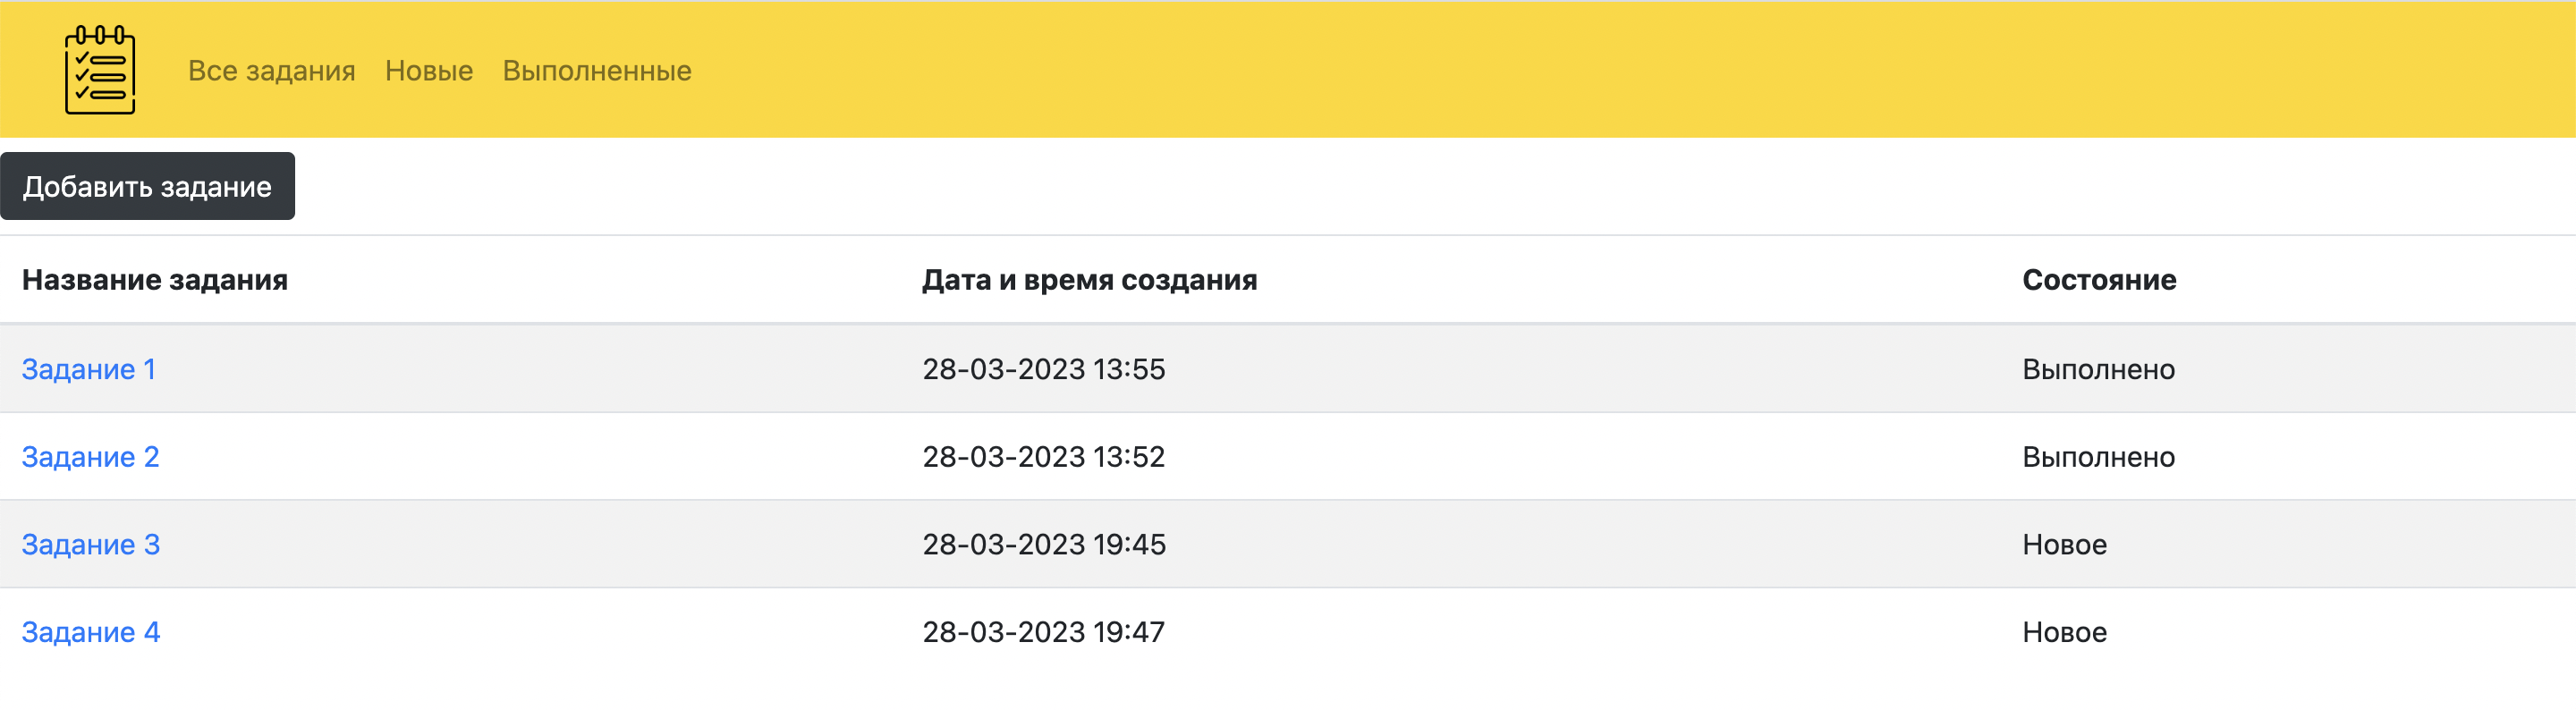 Все задания Новые Выполненные
Добавить задание
Название задания Дата и время создания Состояние
Задание 1 28-03-2023 13:55 Выполнено
Задание 2 28-03-2023 13:52 Выполнено
Задание 3 28-03-2023 19:45 Новое
Задание 4 28-03-2023 19:47 Новое